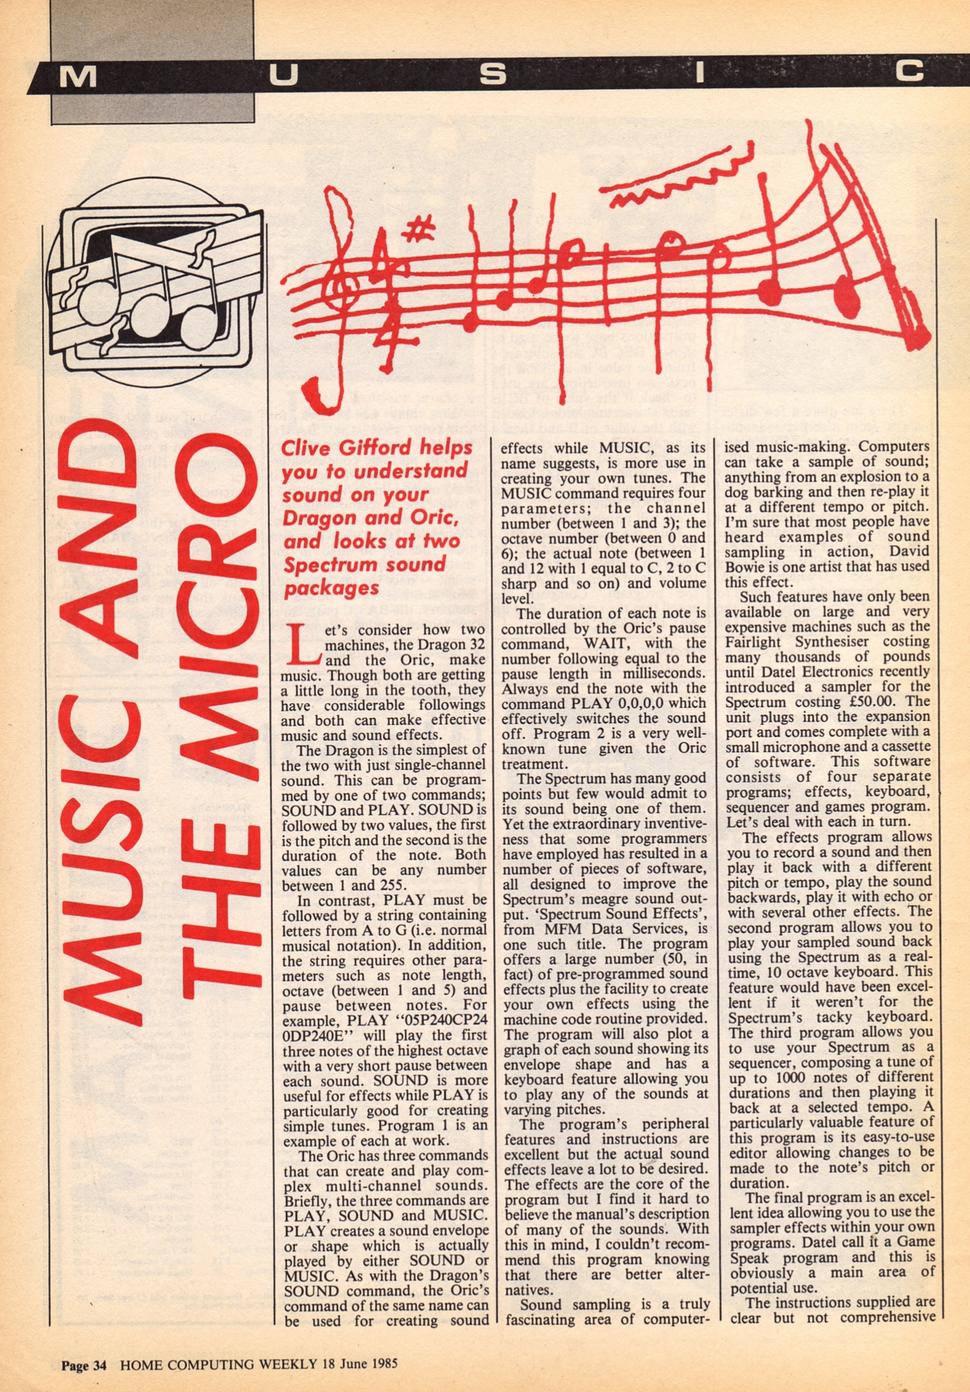 M U S I C
MUSIC AND
THE MICRO
Clive Gifford helps
you to understand
sound on your
Dragon and Oric,
and looks at two
Spectrum sound
packages
Let's consider how two
machines, the Dragon 32
and the Oric, make
music. Though both are getting
a little long in the tooth, they
have considerable followings
and both can make effective
music and sound effects.
The Dragon is the simplest of
the two with just single-channel
sound. This can be program-
med by one of two commands;
SOUND and PLAY. SOUND is
followed by two values, the first
is the pitch and the second is the
duration of the note. Both
values can be any number
between 1 and 255.
In contrast, PLAY must be
followed by a string containing
letters from A to G (i.e. normal
musical notation). In addition,
the string requires other para-
meters such as note length,
octave (between 1 and 5) and
pause between notes. For
example, PLAY “05P240CP24
0DP240E” will play the first
three notes of the highest octave
with a very short pause between
each sound. SOUND is more
useful for effects while PLAY is
particularly good for creating
simple tunes. Program 1 is an
example of each at work.
The Oric has three commands
that can create and play com-
plex multi-channel sounds.
Briefly, the three commands are
PLAY, SOUND and MUSIC.
PLAY creates a sound envelope
or shape which is actually
played by either SOUND or
MUSIC. As with the Dragon's
SOUND command, the Oric's
command of the same name can
be used for creating sound
effects while MUSIC, as its
name suggests, is more use in
creating your own tunes. The
MUSIC command requires four
parameters; the channel
number (between 1 and 3); the
octave number (between 0 and
6); the actual note (between 1
and 12 with 1 equal to C, 2 to C
sharp and so on) and volume
level.
The duration of each note is
controlled by the Oric's pause
command, WAIT, with the
number following equal to the
pause length in milliseconds.
Always end the note with the
command PLAY 0,0,0,0 which
effectively switches the sound
off. Program 2 is a very well-
known tune given the Oric
treatment.
The Spectrum has many good
points but few would admit to
its sound being one of them.
Yet the extraordinary inventive-
ness that some programmers
have employed has resulted in a
number of pieces of software,
all designed to improve the
Spectrum's meagre sound out-
put. ‘Spectrum Sound Effects’,
from MFM Data Services, is
one such title. The program
offers a large number (50, in
fact) of pre-programmed sound
effects plus the facility to create
your own effects using the
machine code routine provided.
The program will also plot a
graph of each sound showing its
envelope shape and has a
keyboard feature allowing you
to play any of the sounds at
varying pitches.
The program's peripheral
features and instructions are
excellent but the actual sound
effects leave a lot to be desired.
The effects are the core of the
program but I find it hard to
believe the manual's description
of many of the sounds. With
this in mind, I couldn't recom-
mend this program knowing
that there are better alter-
natives.
Sound sampling is a truly
fascinating area of computer-
ised music-making. Computers
can take a sample of sound;
anything from an explosion to a
dog barking and then re-play it
at a different tempo or pitch.
I'm sure that most people have
heard examples of sound
sampling in action, David
Bowie is one artist that has used
this effect.
Such features have only been
available on large and very
expensive machines such as the
Fairlight Synthesiser costing
many thousands of pounds
until Datel Electronics recently
introduced a sampler for the
Spectrum costing £50.00. The
unit plugs into the expansion
port and comes complete with a
small microphone and a cassette
of software. This software
consists of four separate
programs; effects, keyboard,
sequencer and games program.
Let's deal with each in turn.
The effects program allows
you to record a sound and then
play it back with a different
pitch or tempo, play the sound
backwards, play it with echo or
with several other effects. The
second program allows you to
play your sampled sound back
using the Spectrum as a real-
time, 10 octave keyboard. This
feature would have been excel-
lent if it weren't for the
Spectrum's tacky keyboard.
The third program allows you
to use your Spectrum as a
sequencer, composing a tune of
up to 1000 notes of different
durations and then playing it
back at a selected tempo. A
particularly valuable feature of
this program is its easy-to-use
editor allowing changes to be
made to the note's pitch or
duration.
The final program is an excel-
lent idea allowing you to use the
sampler effects within your own
programs. Datel call it a Game
Speak program and this is
obviously a main area of
potential use.
The instructions supplied are
clear but not comprehensive
Page 34 HOME COMPUTING WEEKLY 18 June 1985